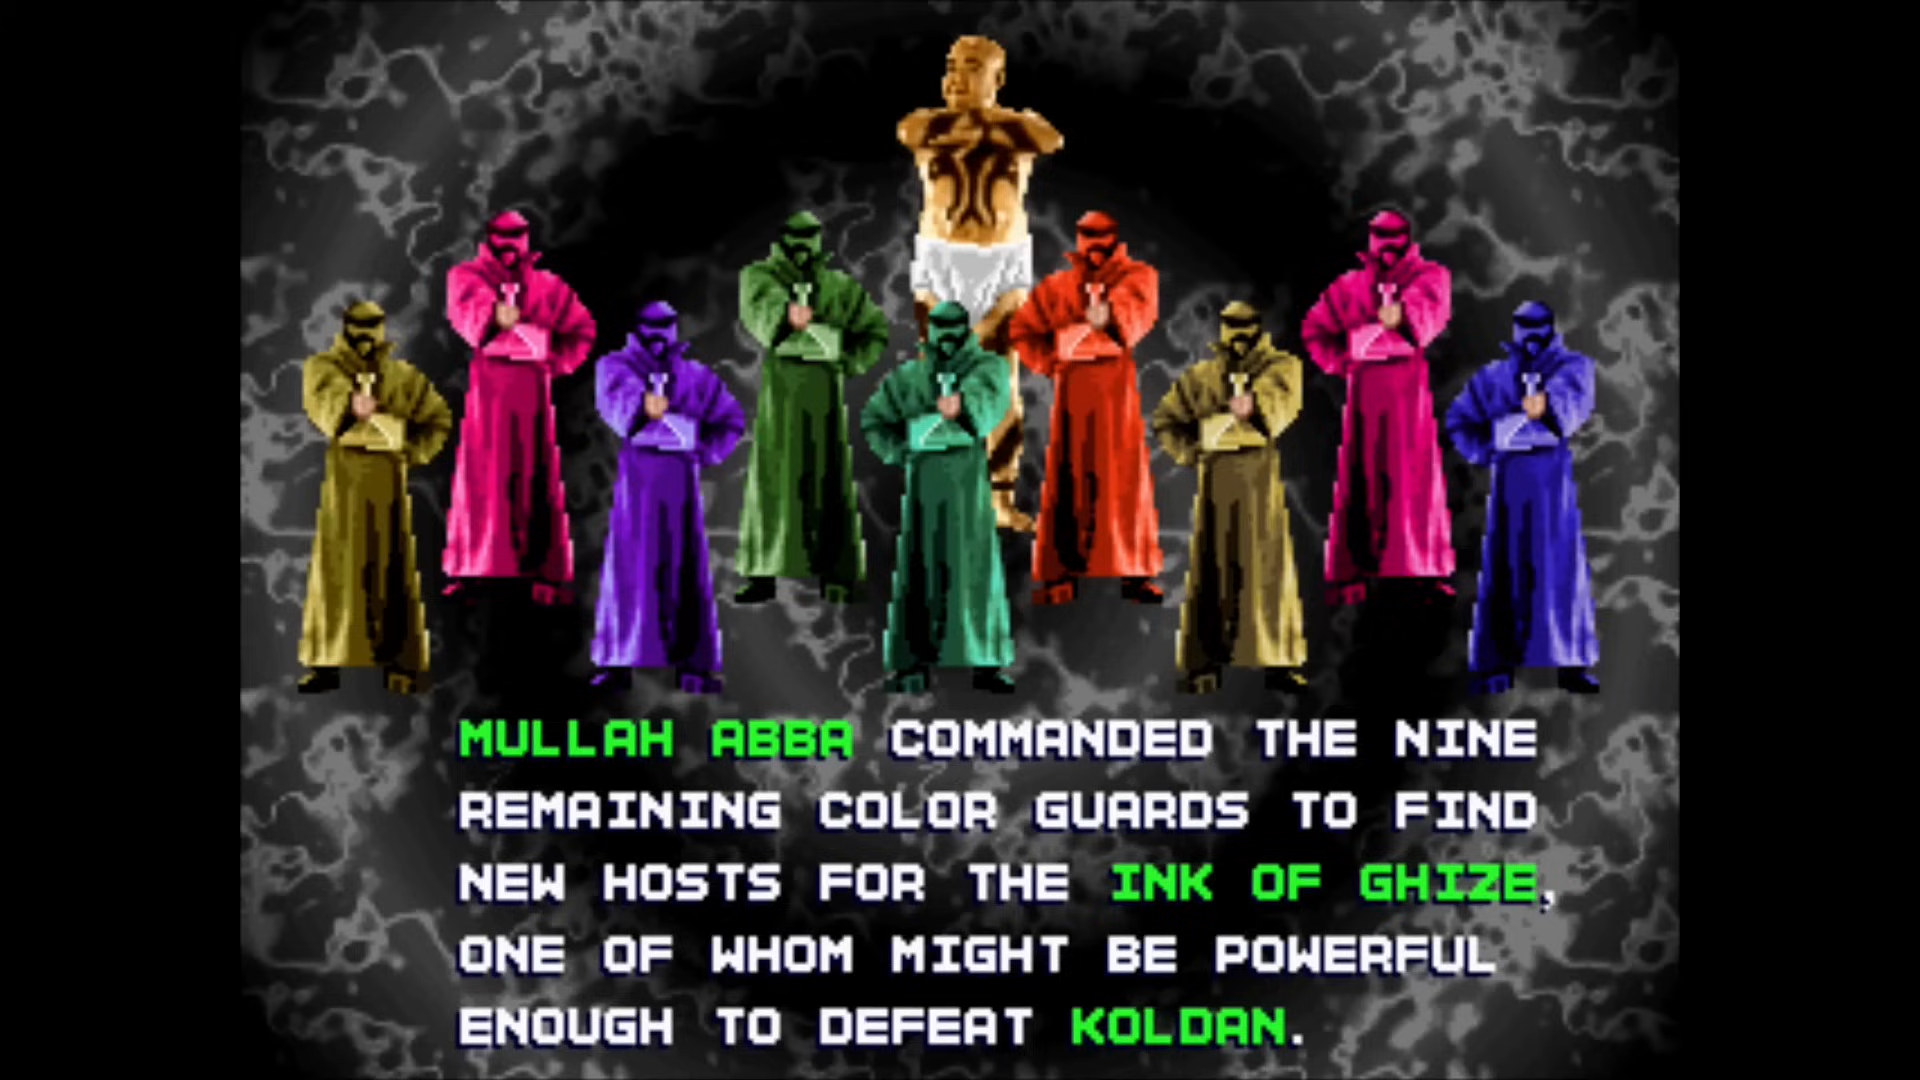 MULLAH ABBA COMMANDED THE NINE
REMAINING COLOR GUARDS TO FIND
NEW HOSTS FOR THE INK OF GHIZE,
ONE OF WHOM MIGHT BE POWERFUL
ENOUGH TO DEFEAT KOLDAN.